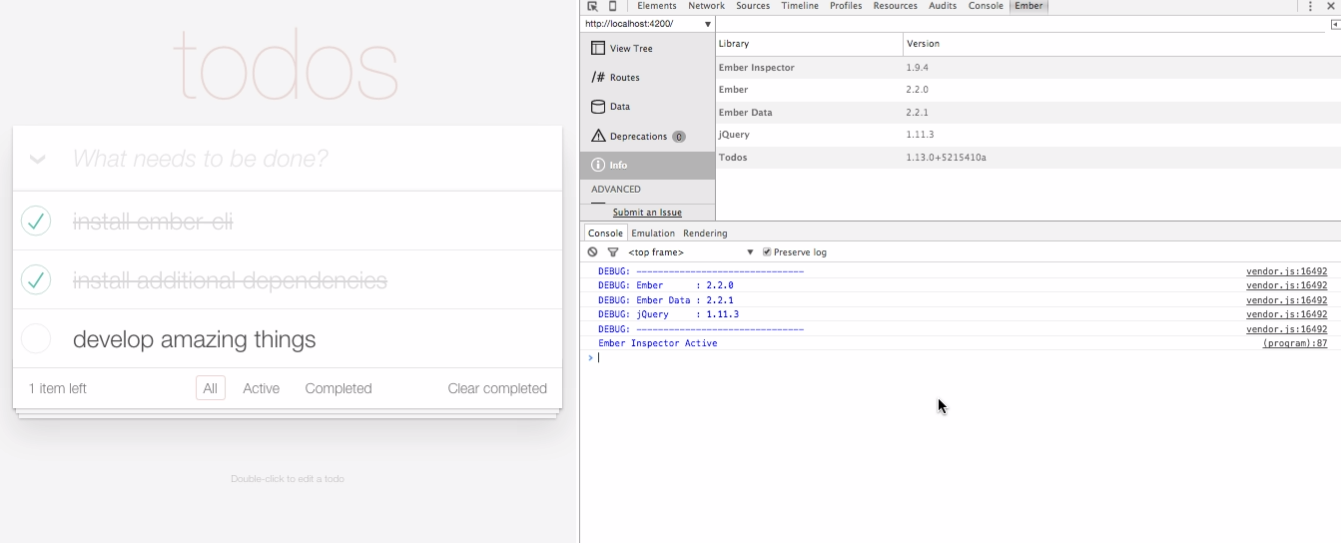 todos
What needs to be done?
install ember-cli
install additional dependencies
develop amazing things
1 item left All Active Completed Clear completed
Double-click to edit a todo
Elements Network Sources Timeline Profiles Resources Audits Console Ember
http://localhost:4200/
View Tree
/# Routes
Data
Deprecations 0
Info
ADVANCED
Submit an Issue
Library Version
Ember Inspector 1.9.4
Ember 2.2.0
Ember Data 2.2.1
jQuery 1.11.3
Todos 1.13.0+5215410a
Console Emulation Rendering
<top frame> Preserve log
DEBUG: ------------------------------- vendor.js:16492
DEBUG: Ember      : 2.2.0 vendor.js:16492
DEBUG: Ember Data : 2.2.1 vendor.js:16492
DEBUG: jQuery     : 1.11.3 vendor.js:16492
DEBUG: ------------------------------- vendor.js:16492
Ember Inspector Active (program):87
>